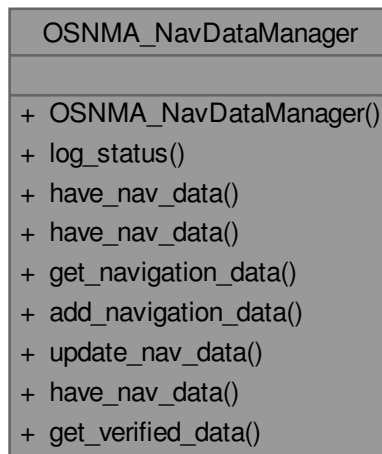 OSNMA_NavDataManager
+ OSNMA_NavDataManager()
+ log_status()
+ have_nav_data()
+ have_nav_data()
+ get_navigation_data()
+ add_navigation_data()
+ update_nav_data()
+ have_nav_data()
+ get_verified_data()